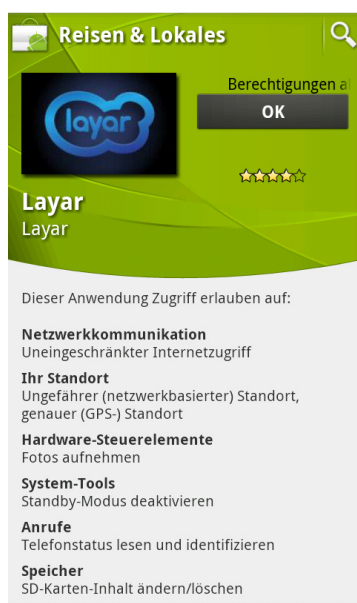 Reisen & Lokales
layar
Berechtigungen a
OK
Layar
Layar
Dieser Anwendung Zugriff erlauben auf:
Netzwerkkommunikation
Uneingeschränkter Internetzugriff
Ihr Standort
Ungefährer (netzwerkbasierter) Standort,
genauer (GPS-) Standort
Hardware-Steuerelemente
Fotos aufnehmen
System-Tools
Standby-Modus deaktivieren
Anrufe
Telefonstatus lesen und identifizieren
Speicher
SD-Karten-Inhalt ändern/löschen